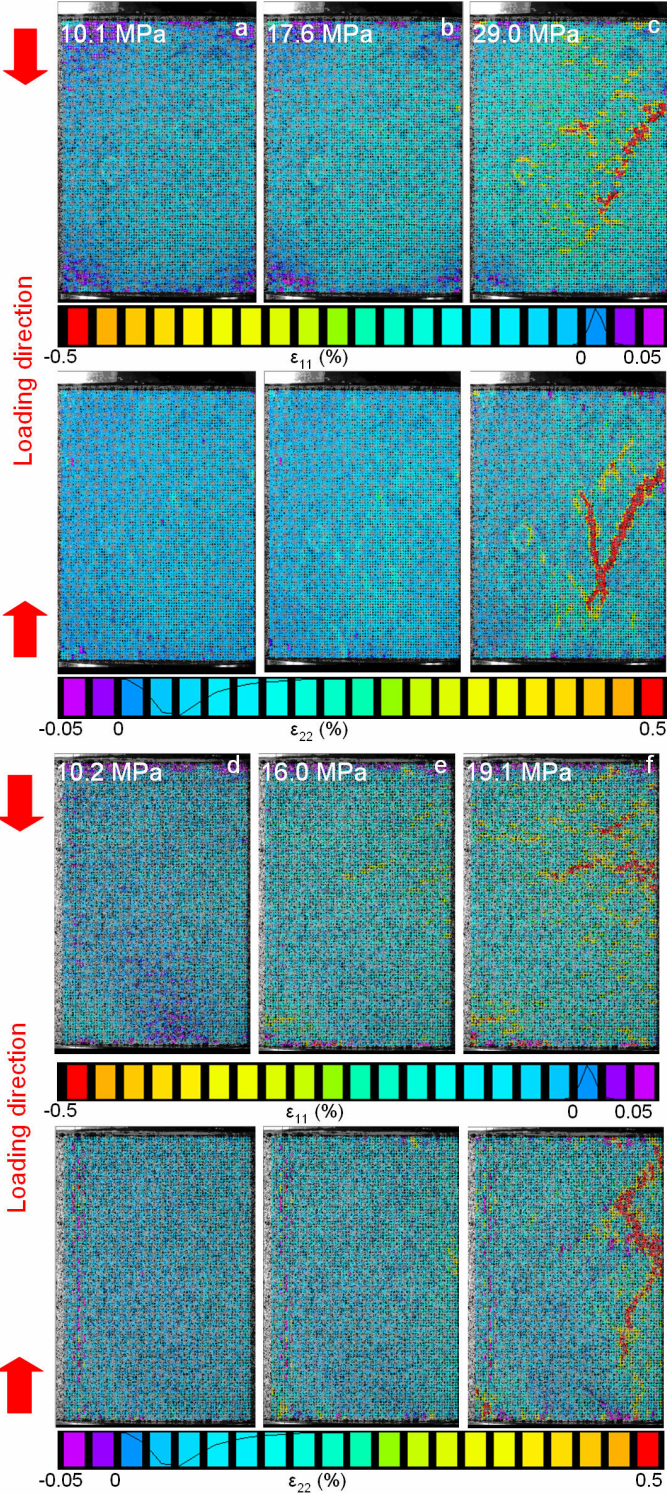 10.1 MPa a 17.6 MPa b 29.0 MPa c
Loading direction
-0.5 ε11 (%) 0 0.05
-0.05 0 ε22 (%) 0.5
10.2 MPa d 16.0 MPa e 19.1 MPa f
Loading direction
-0.5 ε11 (%) 0 0.05
-0.05 0 ε22 (%) 0.5